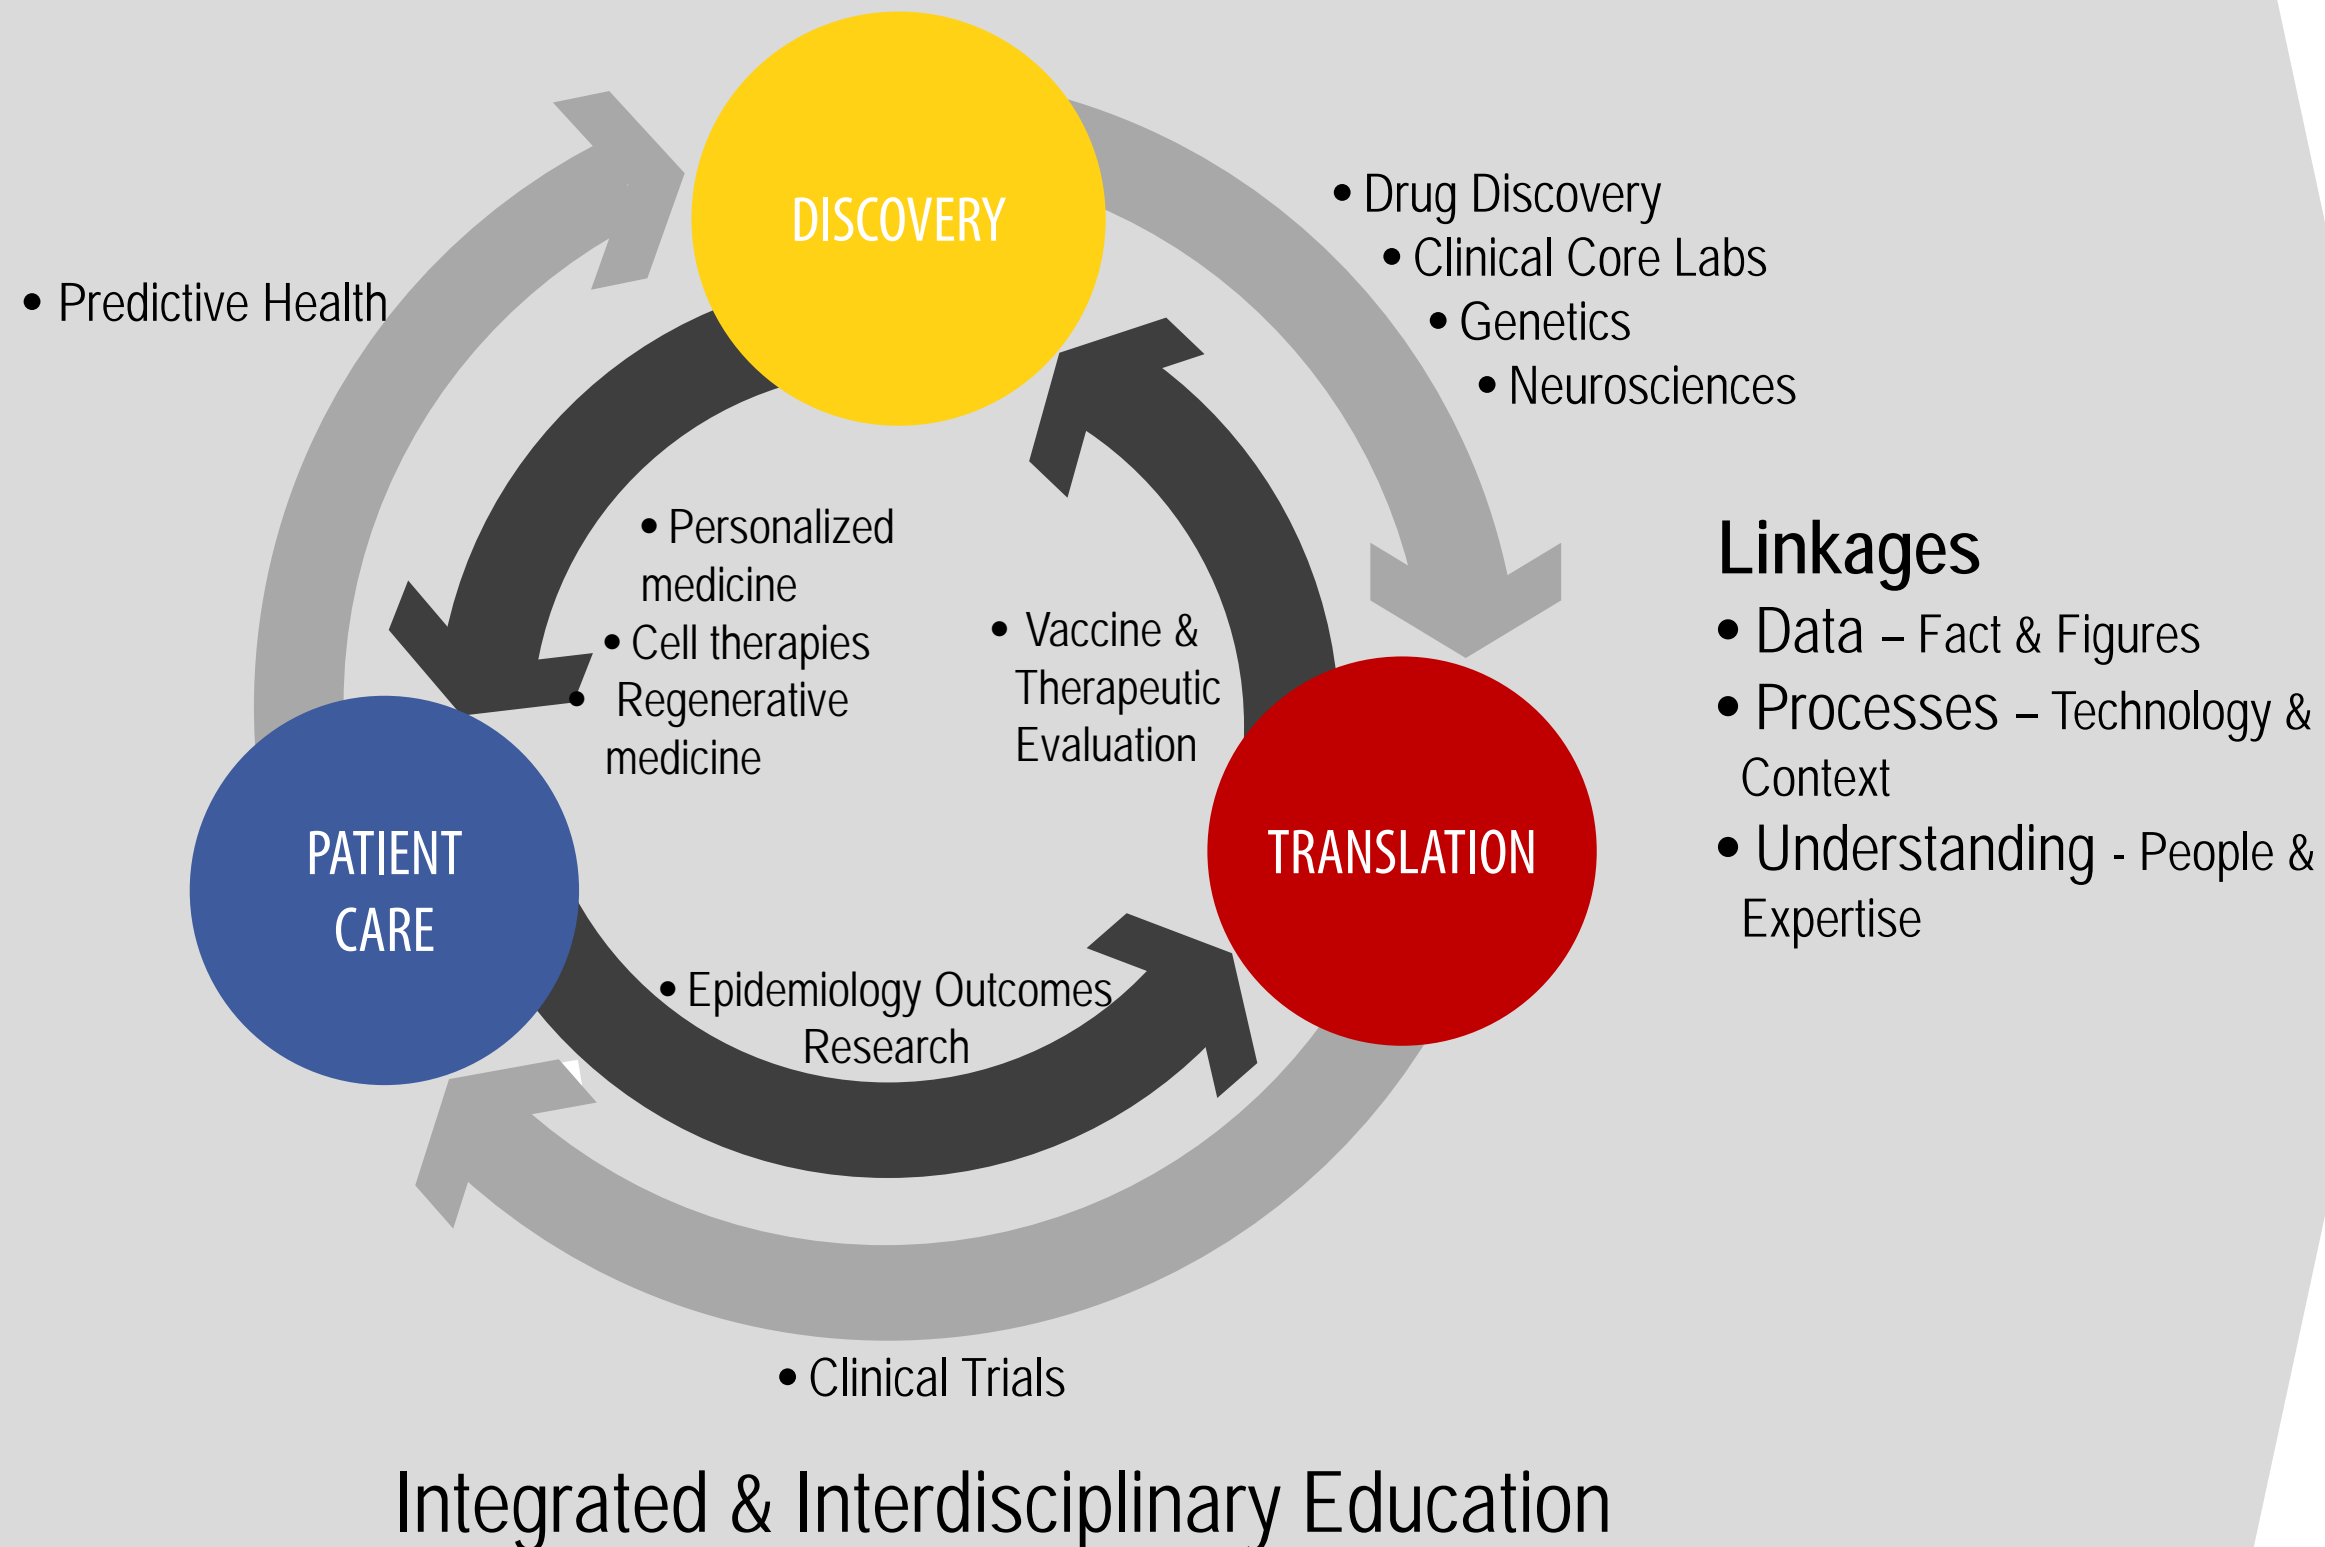 DISCOVERY
• Drug Discovery
• Clinical Core Labs
• Genetics
• Neurosciences
• Predictive Health
• Personalized
medicine
• Cell therapies
• Regenerative
medicine
• Vaccine &
Therapeutic
Evaluation
Linkages
• Data – Fact & Figures
• Processes – Technology &
Context
• Understanding - People &
Expertise
PATIENT
CARE
TRANSLATION
• Epidemiology Outcomes
Research
• Clinical Trials
Integrated & Interdisciplinary Education